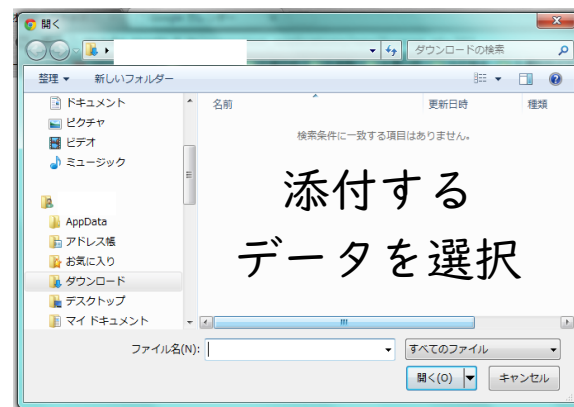 開く
ダウンロードの検索
整理 ▼ 新しいフォルダー
名前 更新日時 種類
ドキュメント
ピクチャ
ビデオ
ミュージック
AppData
アドレス帳
お気に入り
ダウンロード
デスクトップ
マイ ドキュメント
検索条件に一致する項目はありません。
添付する
データを選択
ファイル名(N):
すべてのファイル
開く(O) キャンセル